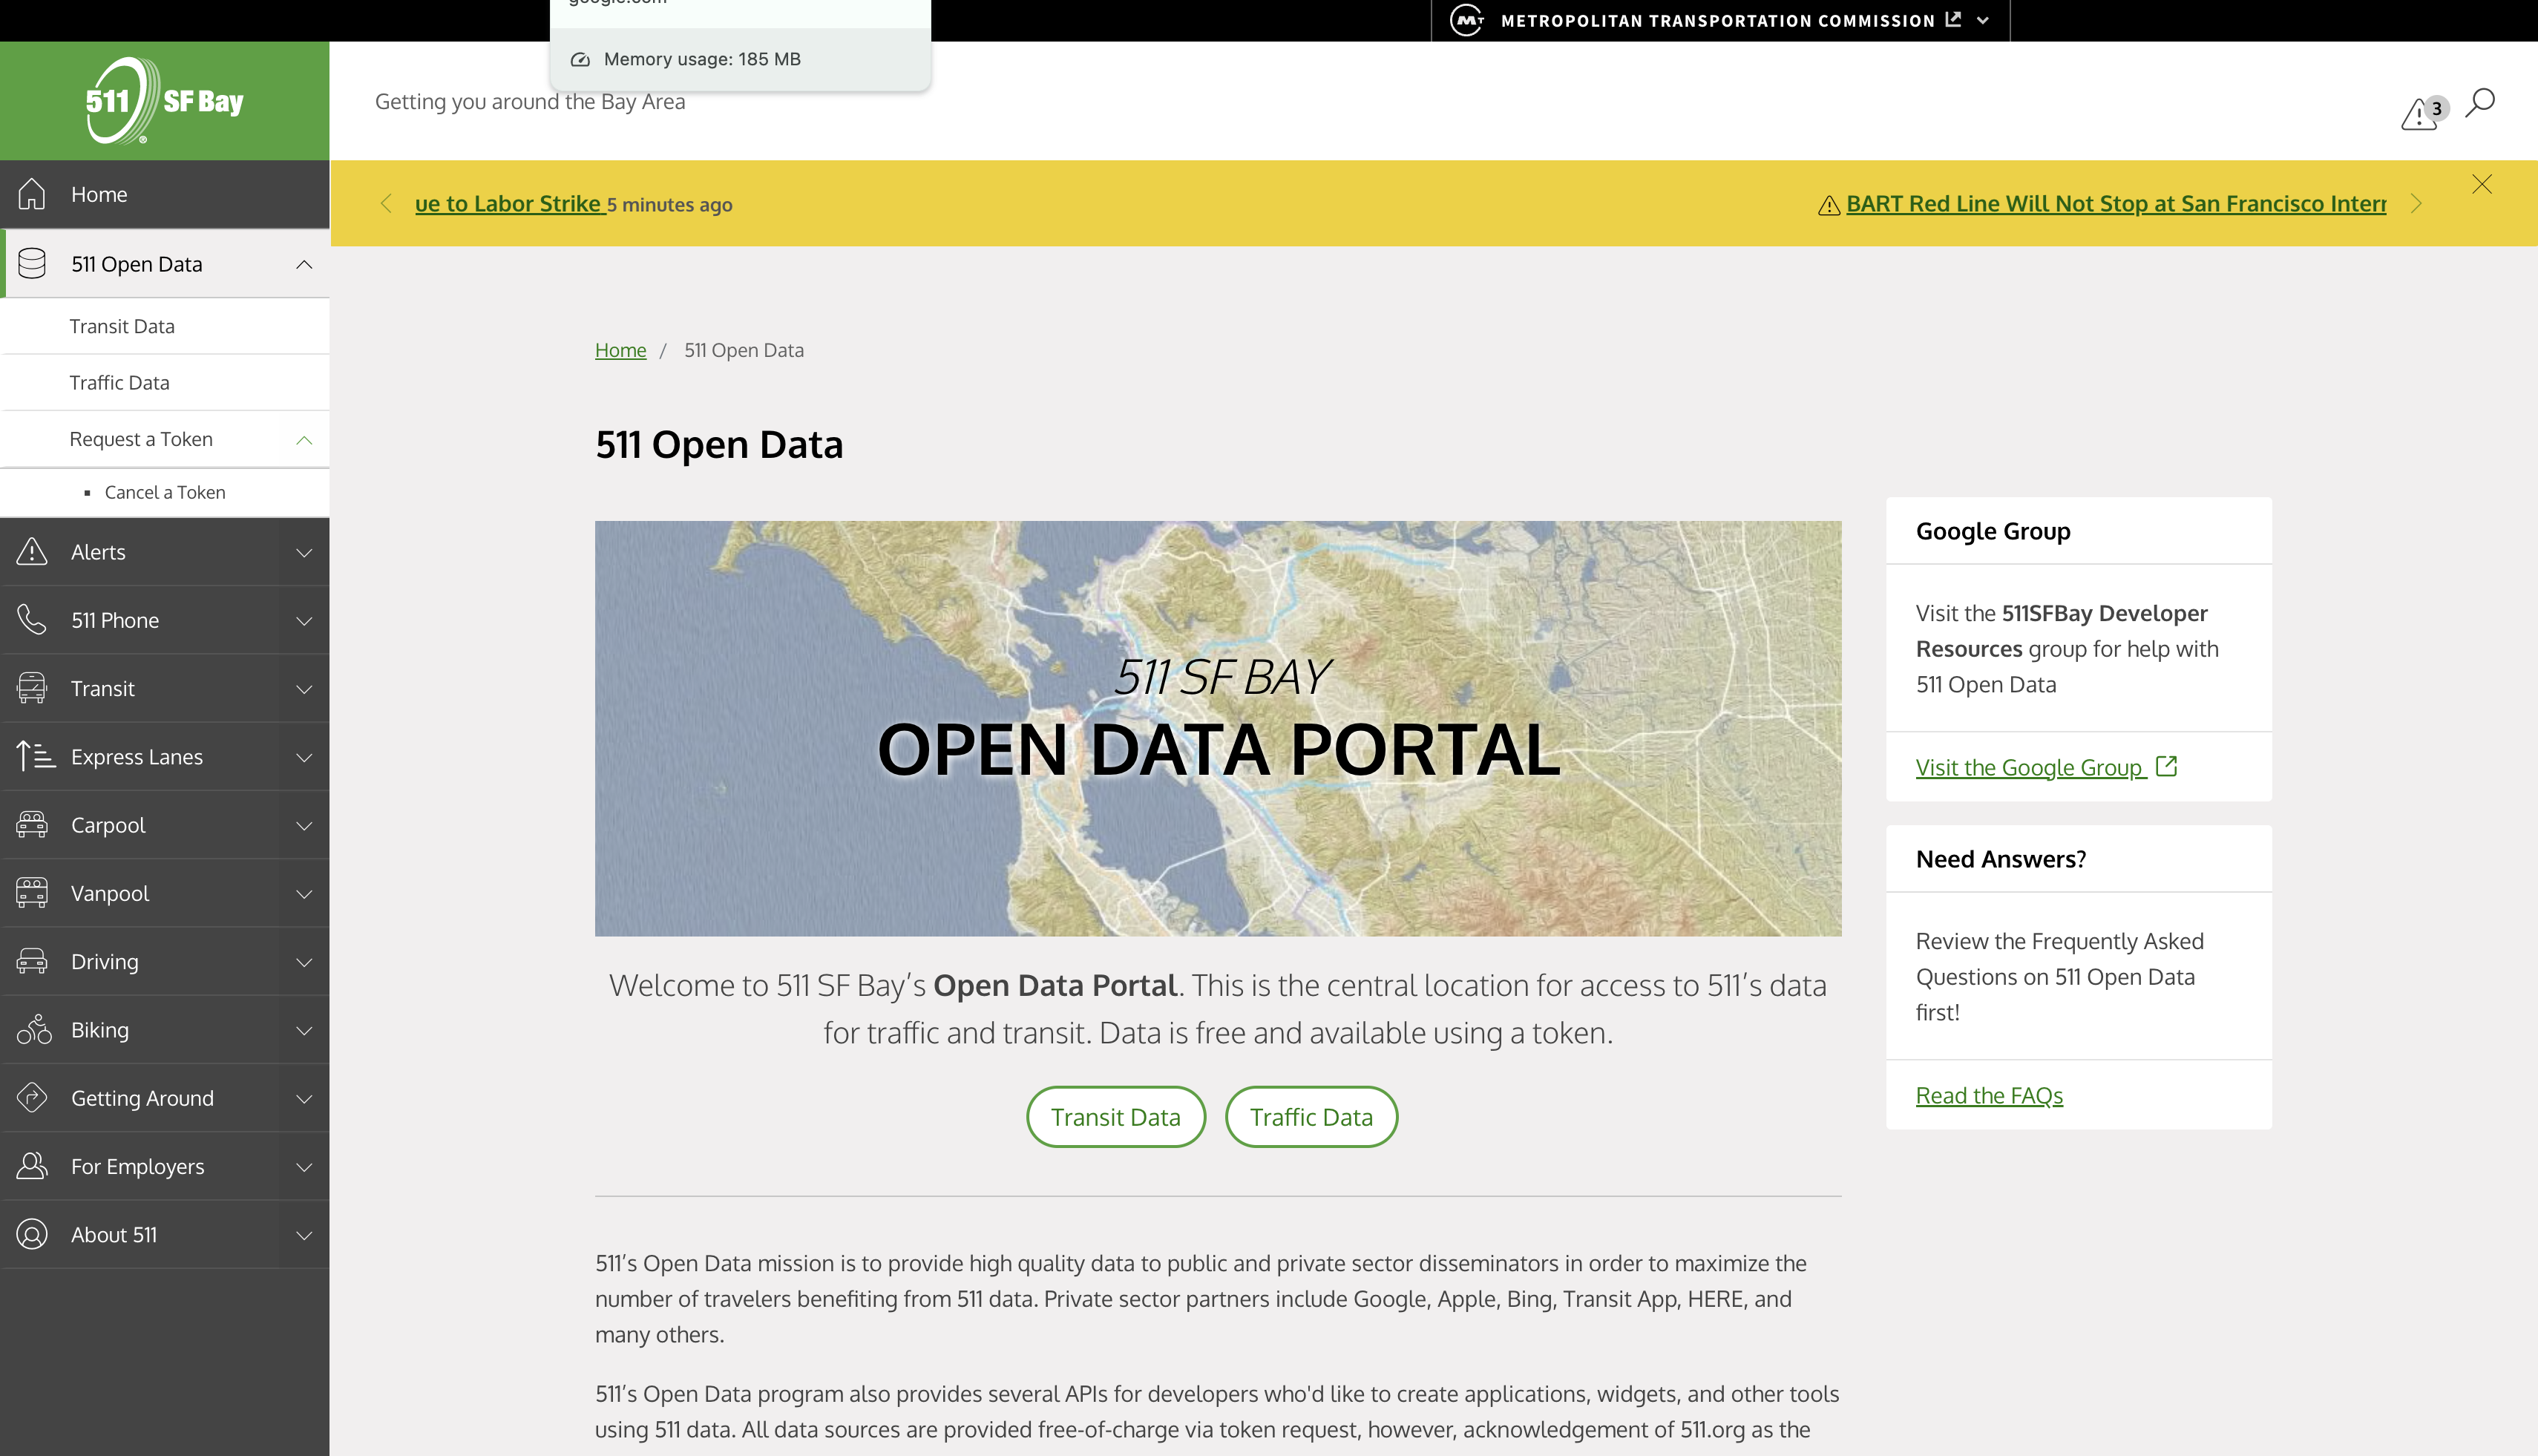 METROPOLITAN TRANSPORTATION COMMISSION
Memory usage: 185 MB
511 SF Bay
Getting you around the Bay Area
3
ue to Labor Strike 5 minutes ago
BART Red Line Will Not Stop at San Francisco Intern
Home
511 Open Data
Transit Data
Traffic Data
Request a Token
Cancel a Token
Alerts
511 Phone
Transit
Express Lanes
Carpool
Vanpool
Driving
Biking
Getting Around
For Employers
About 511
Home / 511 Open Data
511 Open Data
511 SF BAY
OPEN DATA PORTAL
Welcome to 511 SF Bay's Open Data Portal. This is the central location for access to 511's data
for traffic and transit. Data is free and available using a token.
Transit Data
Traffic Data
511's Open Data mission is to provide high quality data to public and private sector disseminators in order to maximize the
number of travelers benefiting from 511 data. Private sector partners include Google, Apple, Bing, Transit App, HERE, and
many others.
511's Open Data program also provides several APIs for developers who'd like to create applications, widgets, and other tools
using 511 data. All data sources are provided free-of-charge via token request, however, acknowledgement of 511.org as the
Google Group
Visit the 511SFBay Developer
Resources group for help with
511 Open Data
Visit the Google Group
Need Answers?
Review the Frequently Asked
Questions on 511 Open Data
first!
Read the FAQs